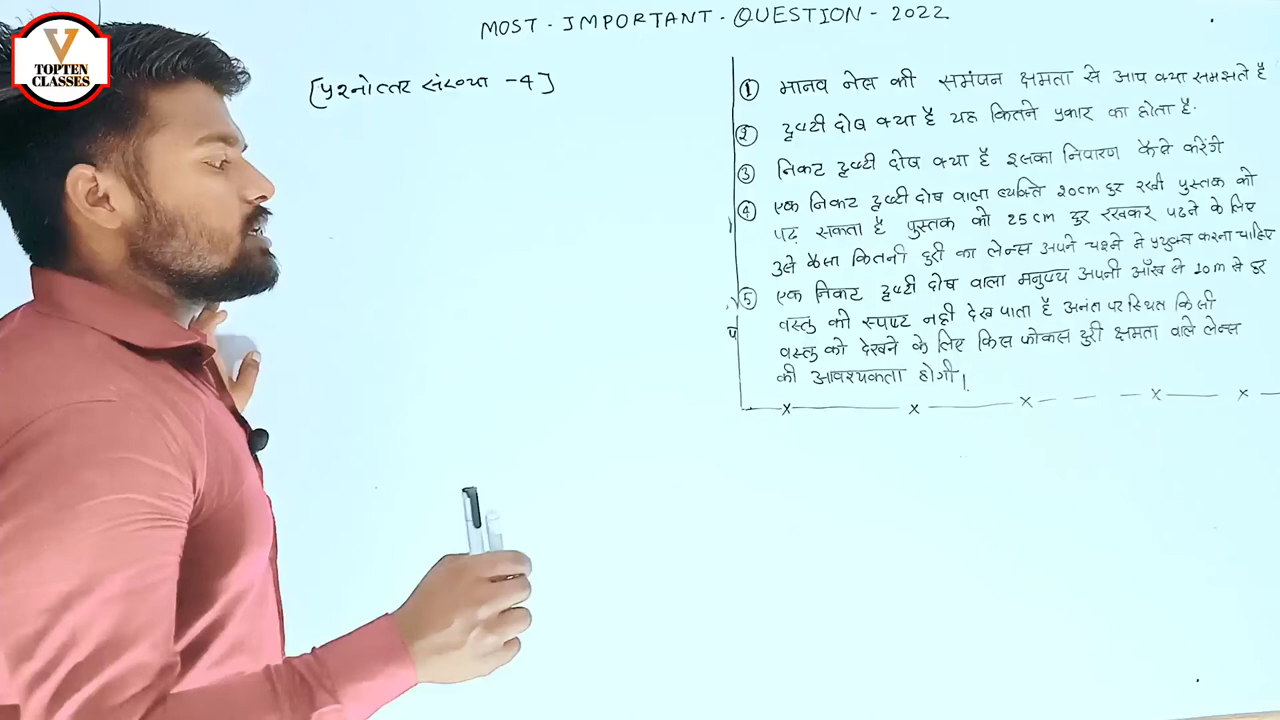 MOST - IMPORTANT - QUESTION - 2022
V
TOPTEN
CLASSES
[प्रश्नोत्तर संख्या -4]
① मानव नेत्र की समंजन क्षमता से आप क्या समझते है
② दृष्टी दोष क्या है यह कितने प्रकार का होता है.
③ निकट दृष्टी दोष क्या है इसका निवारण कैसे करेंगी
④ एक निकट दृष्टी दोष वाला व्यक्ति 20cm दुर रखी पुस्तक को
पढ़ सकता है पुस्तक को 25cm दुर रखकर पढने के लिए
उसे कैसा कितनी दुरी का लेन्स अपने चश्मे मे प्रयुक्त करना चाहिए
⑤ एक निकट दृष्टी दोष वाला मनुष्य अपनी आँख से 10m से दुर
वस्तु को स्पष्ट नही देख पाता है अनंत पर स्थित किसी
वस्तु को देखने के लिए किस फोकस दुरी क्षमता वाले लेन्स
की आवश्यकता होगी।